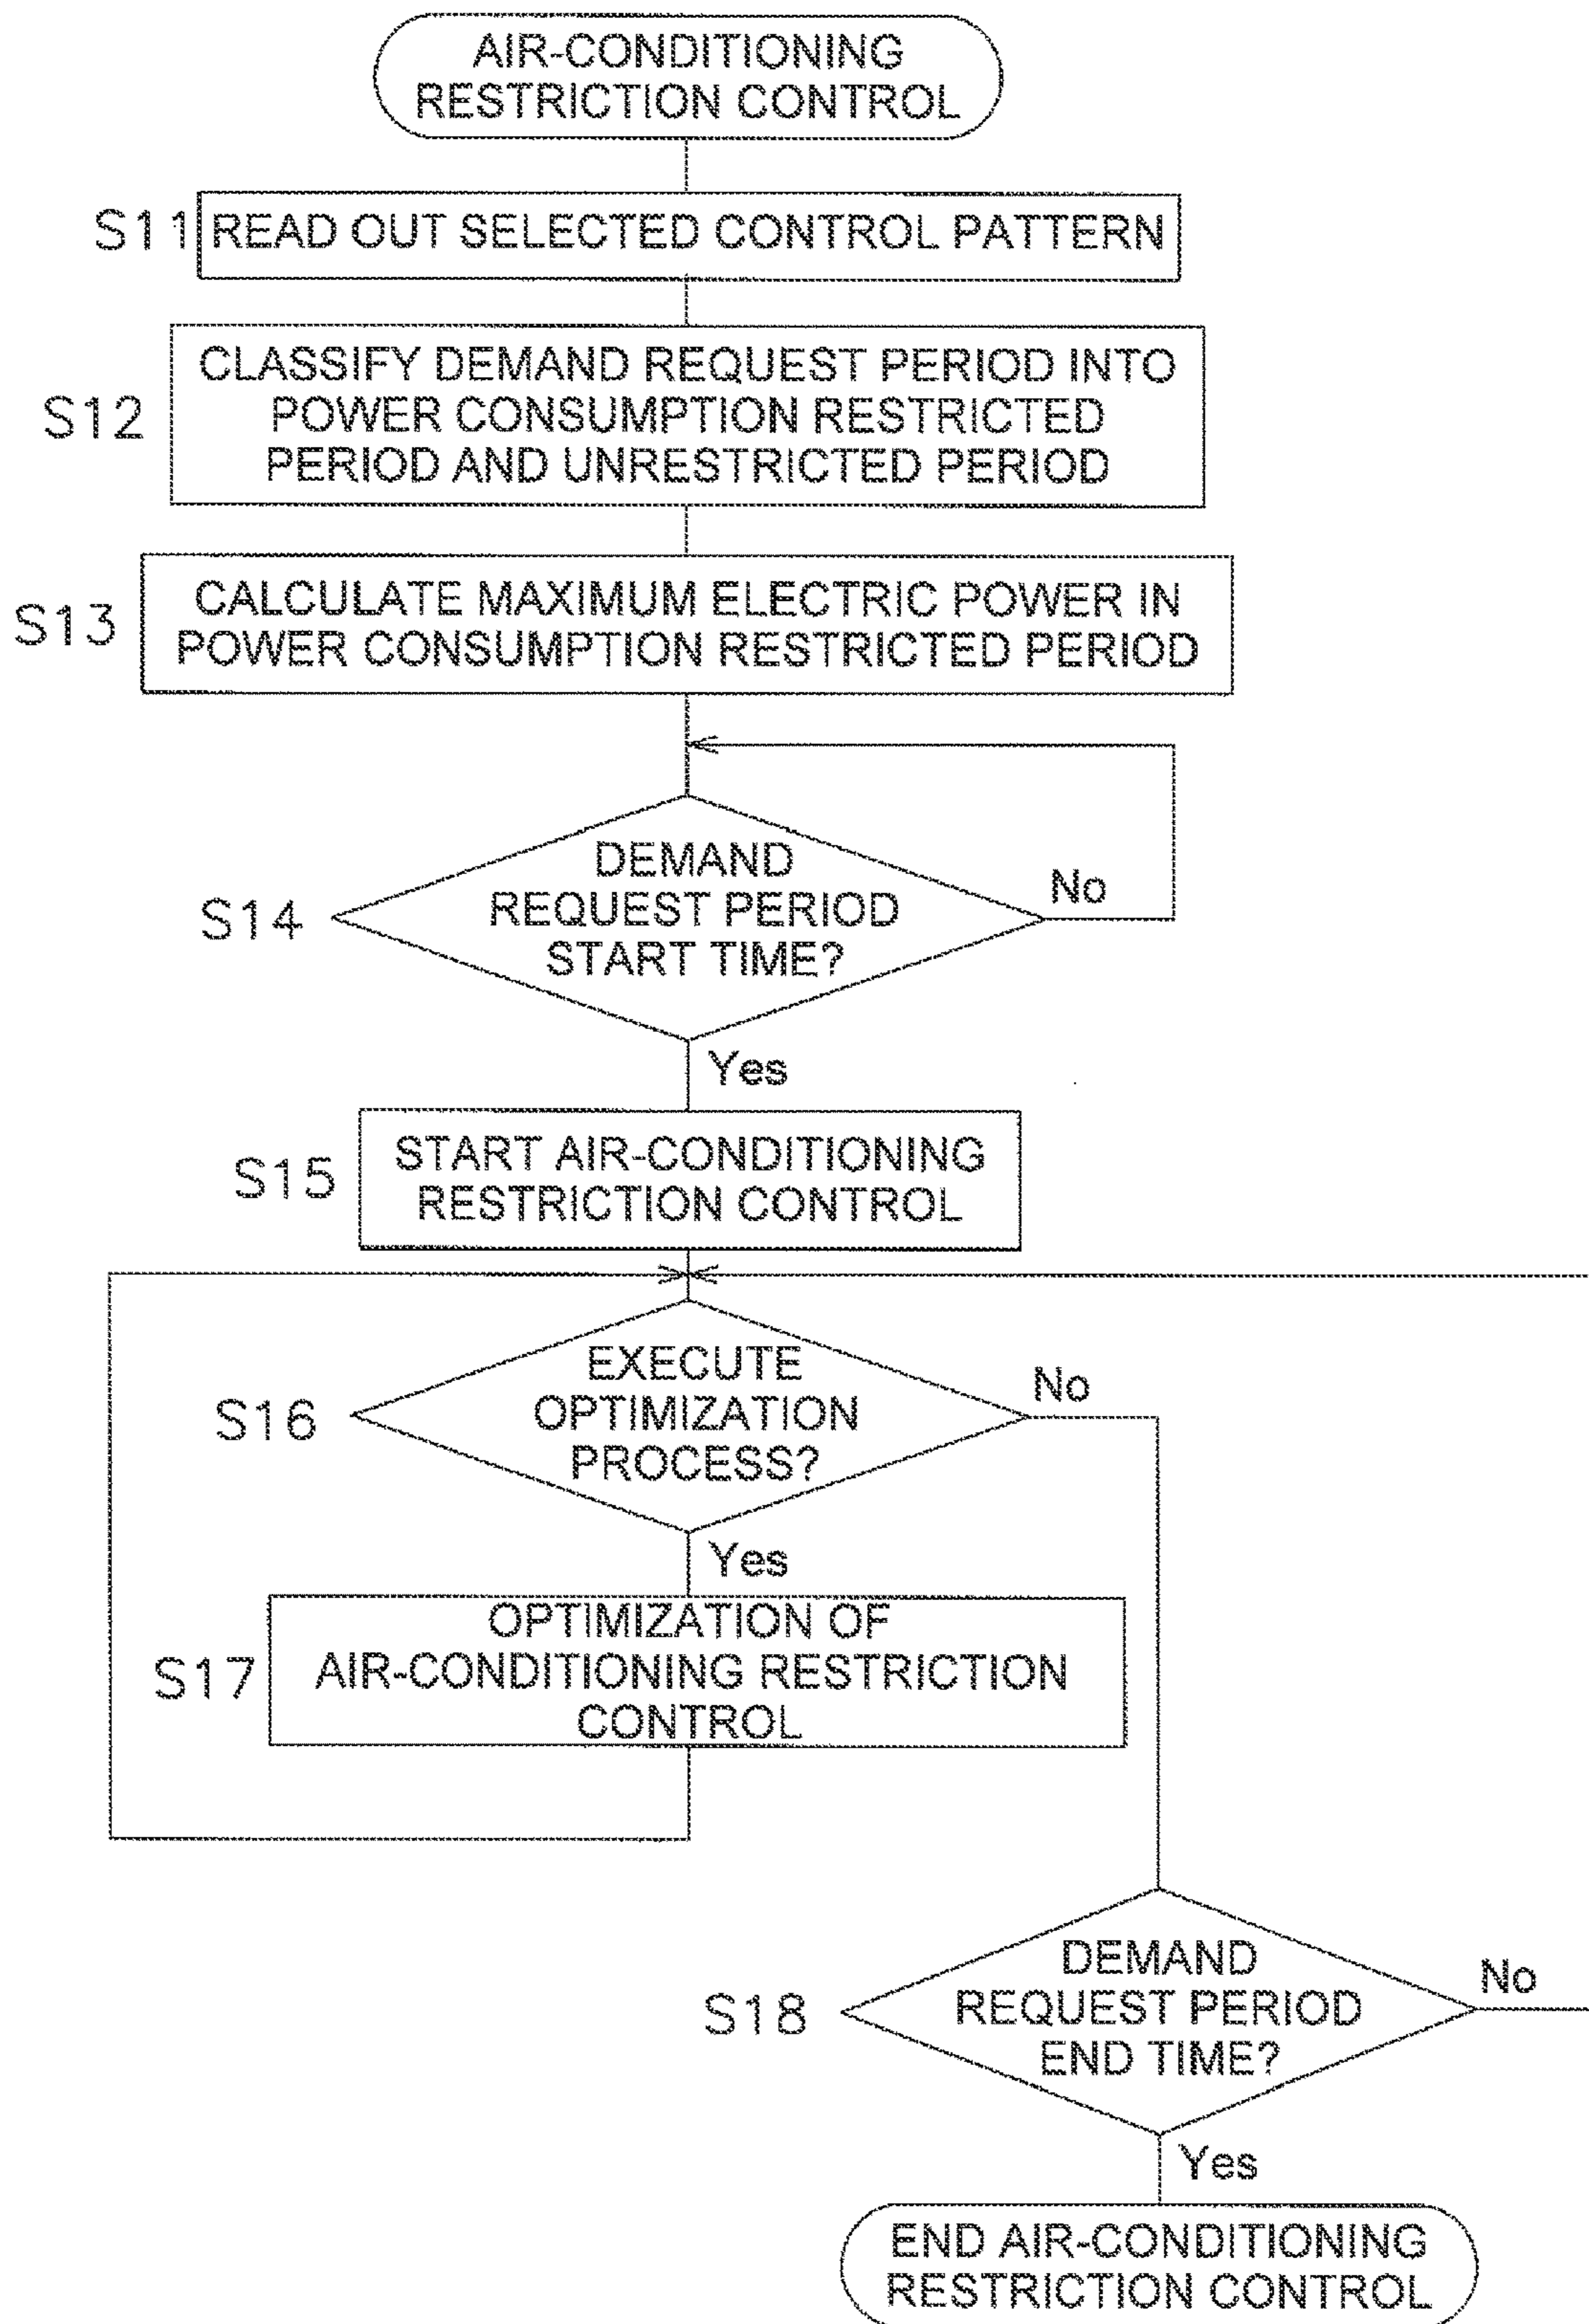 AIR-CONDITIONING
RESTRICTION CONTROL
S11
READ OUT SELECTED CONTROL PATTERN
S12
CLASSIFY DEMAND REQUEST PERIOD INTO
POWER CONSUMPTION RESTRICTED
PERIOD AND UNRESTRICTED PERIOD
S13
CALCULATE MAXIMUM ELECTRIC POWER IN
POWER CONSUMPTION RESTRICTED PERIOD
S14
DEMAND
REQUEST PERIOD
START TIME?
No
Yes
S15
START AIR-CONDITIONING
RESTRICTION CONTROL
S16
EXECUTE
OPTIMIZATION
PROCESS?
No
Yes
S17
OPTIMIZATION OF
AIR-CONDITIONING RESTRICTION
CONTROL
S18
DEMAND
REQUEST PERIOD
END TIME?
No
Yes
END AIR-CONDITIONING
RESTRICTION CONTROL